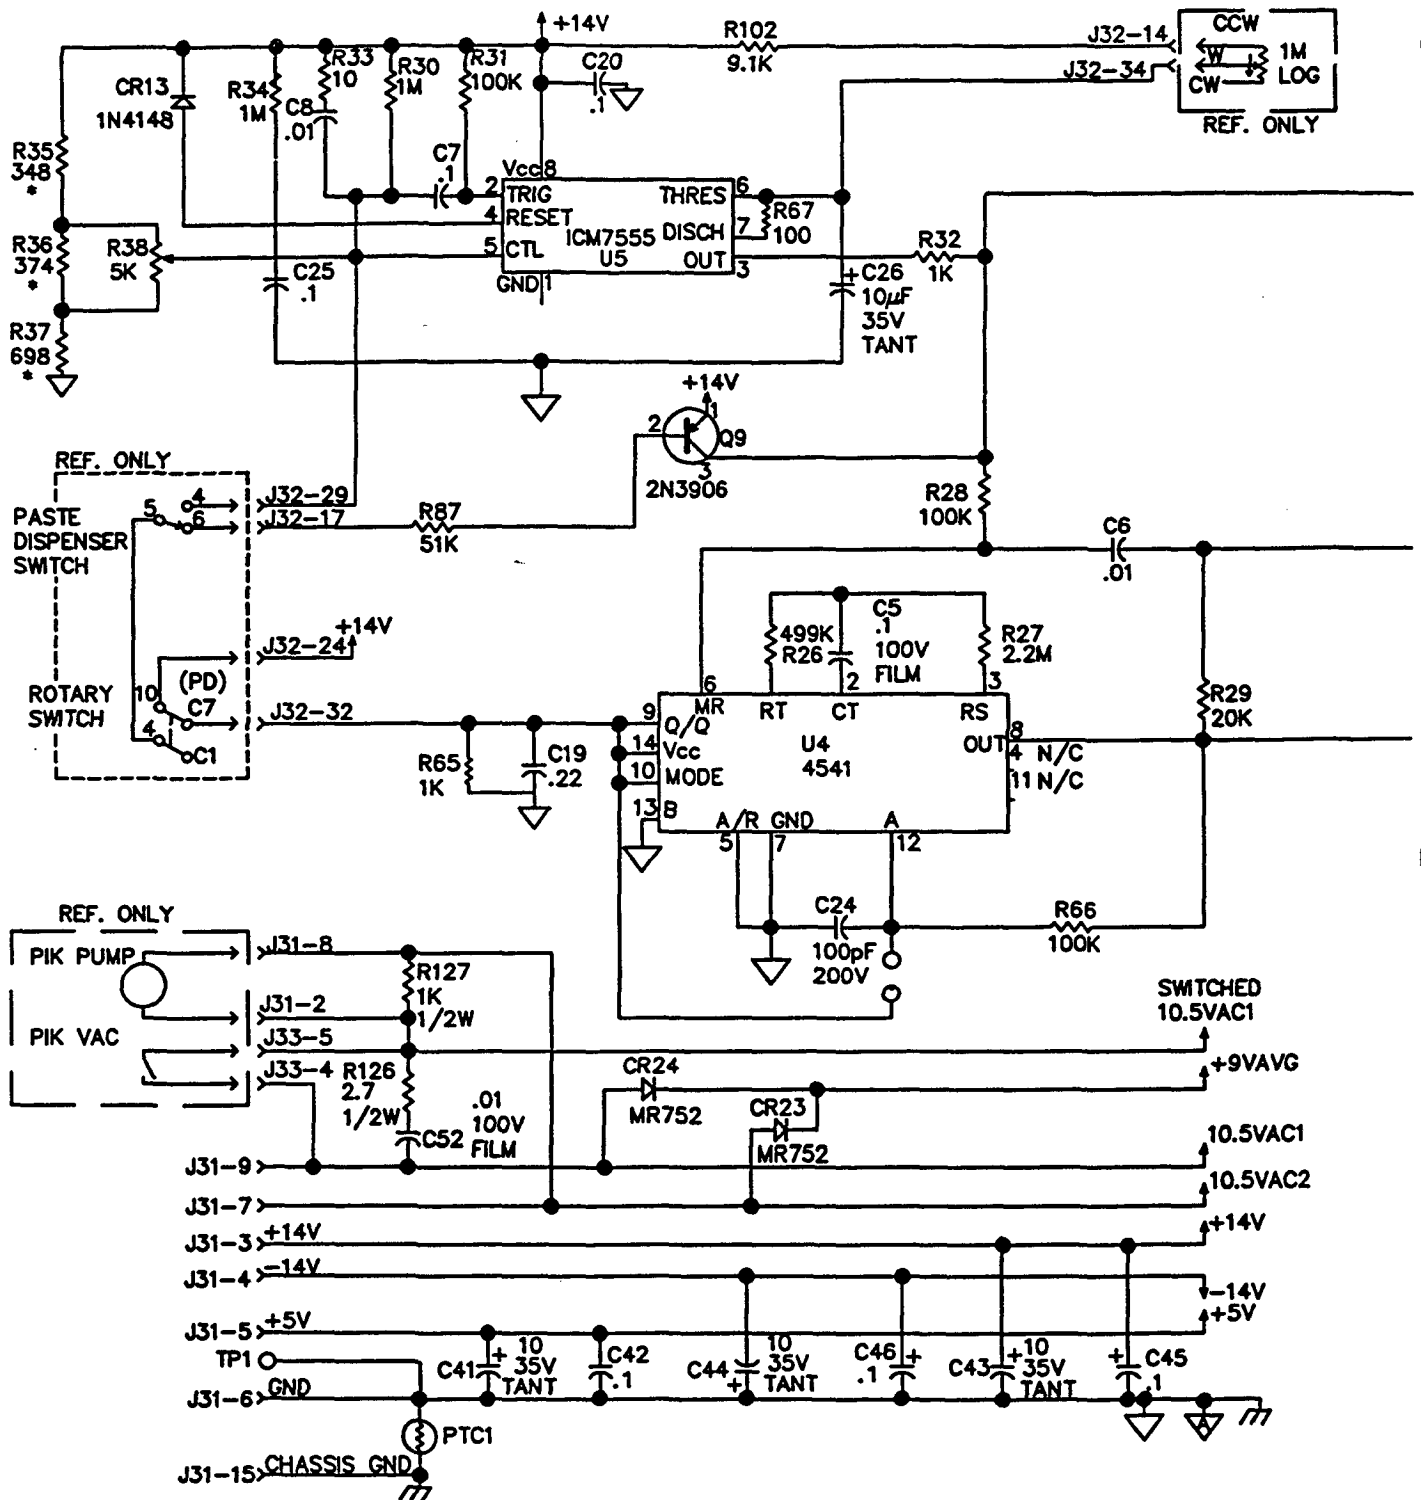 +14V
R102
9.1K
J32-14
J32-34
CCW
W
CW
1M
LOG
REF. ONLY
CR13
1N4148
R34
1M
R33
10
C8
.01
R30
1M
R31
100K
C20
.1
R35
348
*
R36
374
*
R37
698
*
R38
5K
C25
.1
C7
.1
Vcc 8
2 TRIG
4 RESET
5 CTL
GND 1
ICM7555
U5
THRES 6
DISCH 7
OUT 3
R67
100
R32
1K
+ C26
10µF
35V
TANT
+14V
1
2
3
Q9
2N3906
REF. ONLY
PASTE
DISPENSER
SWITCH
5
4
6
J32-29
J32-17
R87
51K
R28
100K
C6
.01
J32-24
+14V
ROTARY
SWITCH
10
(PD)
C7
4
C1
J32-32
R65
1K
C19
.22
499K
R26
C5
.1
100V
FILM
R27
2.2M
R29
20K
6
MR
RT
2
CT
3
RS
9 Q/Q
14 Vcc
10 MODE
13 B
U4
4541
OUT 8
4 N/C
11 N/C
A/R
5
GND
7
A
12
C24
100pF
200V
R66
100K
REF. ONLY
PIK PUMP
PIK VAC
J31-8
J31-2
J33-5
J33-4
R127
1K
1/2W
R126
2.7
1/2W
.01
100V
FILM
C52
SWITCHED
10.5VAC1
+9VAVG
CR24
MR752
CR23
MR752
J31-9
10.5VAC1
J31-7
10.5VAC2
J31-3 +14V
+14V
J31-4 -14V
-14V
J31-5 +5V
+5V
TP1
J31-6 GND
C41 + 10
35V
TANT
C42
.1
C44 + 10
35V
TANT
C46 +
.1
C43 + 10
35V
TANT
+ C45
.1
A
PTC1
J31-15 CHASSIS GND